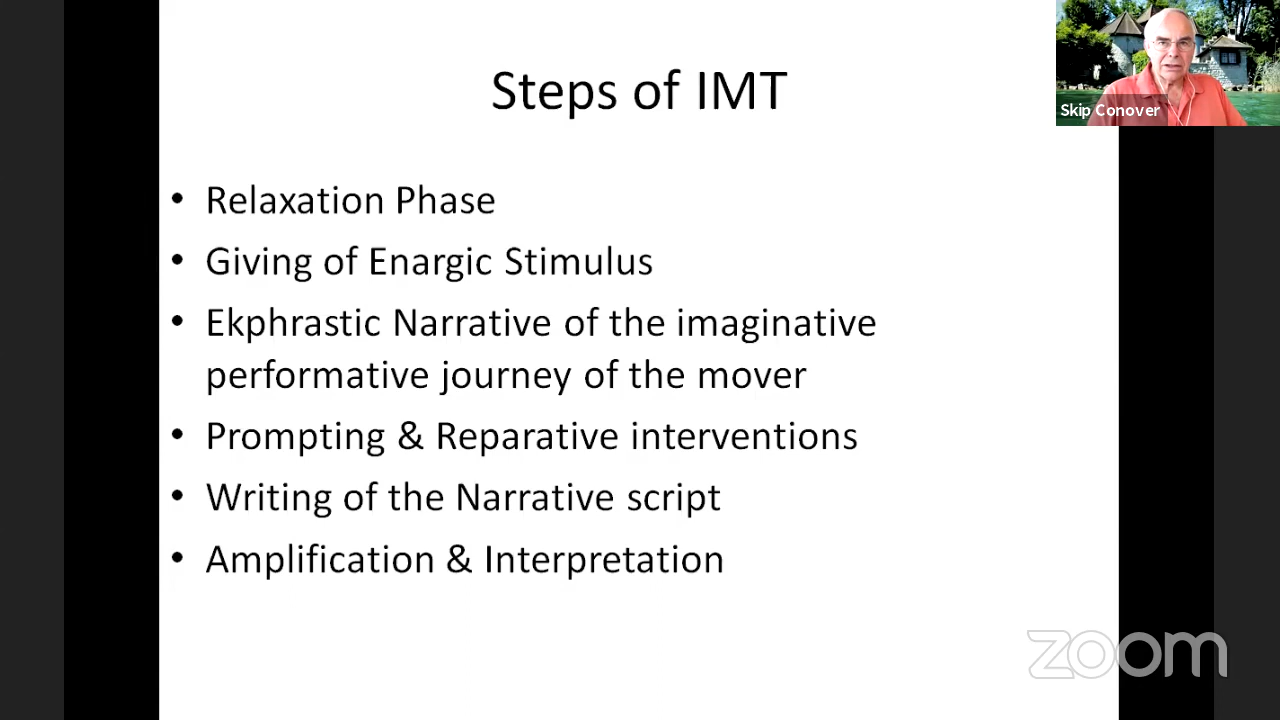 Steps of IMT
Skip Conover
• Relaxation Phase
• Giving of Enargic Stimulus
• Ekphrastic Narrative of the imaginative
performative journey of the mover
• Prompting & Reparative interventions
• Writing of the Narrative script
• Amplification & Interpretation
zoom